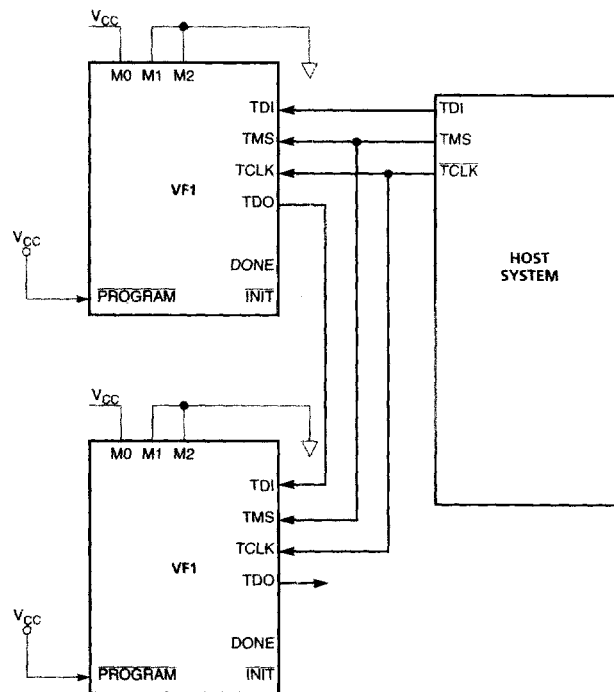 VCC
M0 M1 M2
TDI
TMS
TCLK
VF1
TDO
VCC
DONE
PROGRAM INIT
TDI
TMS
TCLK
HOST
SYSTEM
VCC
M0 M1 M2
TDI
TMS
TCLK
VF1
TDO
VCC
DONE
PROGRAM INIT